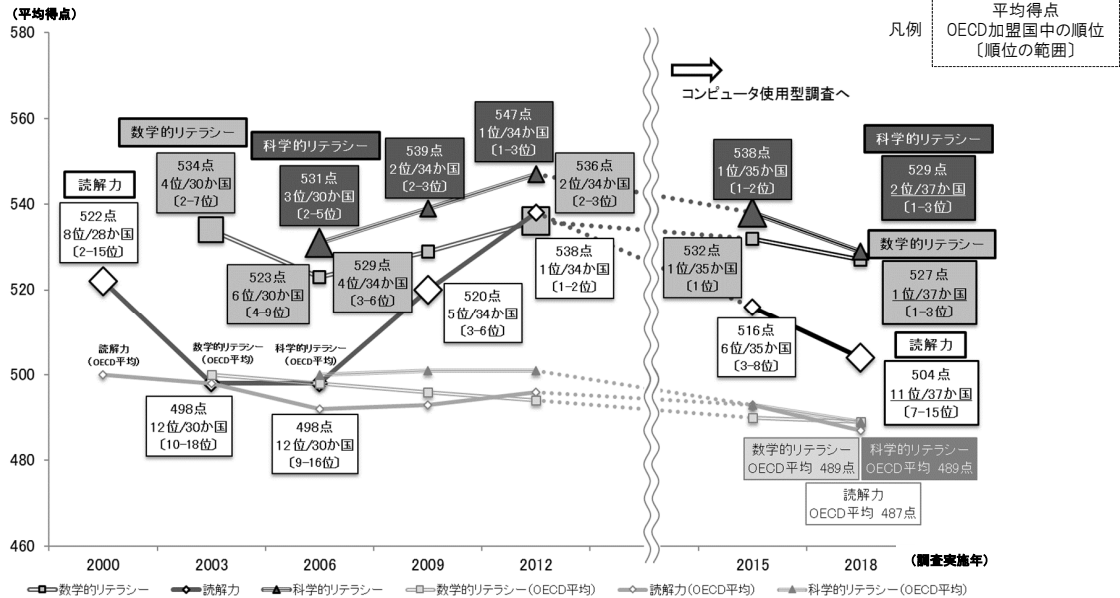 (平均得点)
凡例
平均得点
OECD加盟国中の順位
〔順位の範囲〕
580
560
540
520
500
480
460
コンピュータ使用型調査へ
読解力
522点
8位/28か国
〔2-15位〕
数学的リテラシー
534点
4位/30か国
〔2-7位〕
科学的リテラシー
531点
3位/30か国
〔2-5位〕
539点
2位/34か国
〔2-3位〕
547点
1位/34か国
〔1-3位〕
536点
2位/34か国
〔2-3位〕
523点
6位/30か国
〔4-9位〕
529点
4位/34か国
〔3-6位〕
520点
5位/34か国
〔3-6位〕
538点
1位/34か国
〔1-2位〕
538点
1位/35か国
〔1-2位〕
532点
1位/35か国
〔1位〕
516点
6位/35か国
〔3-8位〕
科学的リテラシー
529点
2位/37か国
〔1-3位〕
数学的リテラシー
527点
1位/37か国
〔1-3位〕
読解力
504点
11位/37か国
〔7-15位〕
読解力
(OECD平均)
数学的リテラシー
(OECD平均)
科学的リテラシー
(OECD平均)
498点
12位/30か国
〔10-18位〕
498点
12位/30か国
〔9-16位〕
数学的リテラシー
OECD平均 489点
科学的リテラシー
OECD平均 489点
読解力
OECD平均 487点
2000
2003
2006
2009
2012
2015
2018
(調査実施年)
数学的リテラシー
読解力
科学的リテラシー
数学的リテラシー(OECD平均)
読解力(OECD平均)
科学的リテラシー(OECD平均)